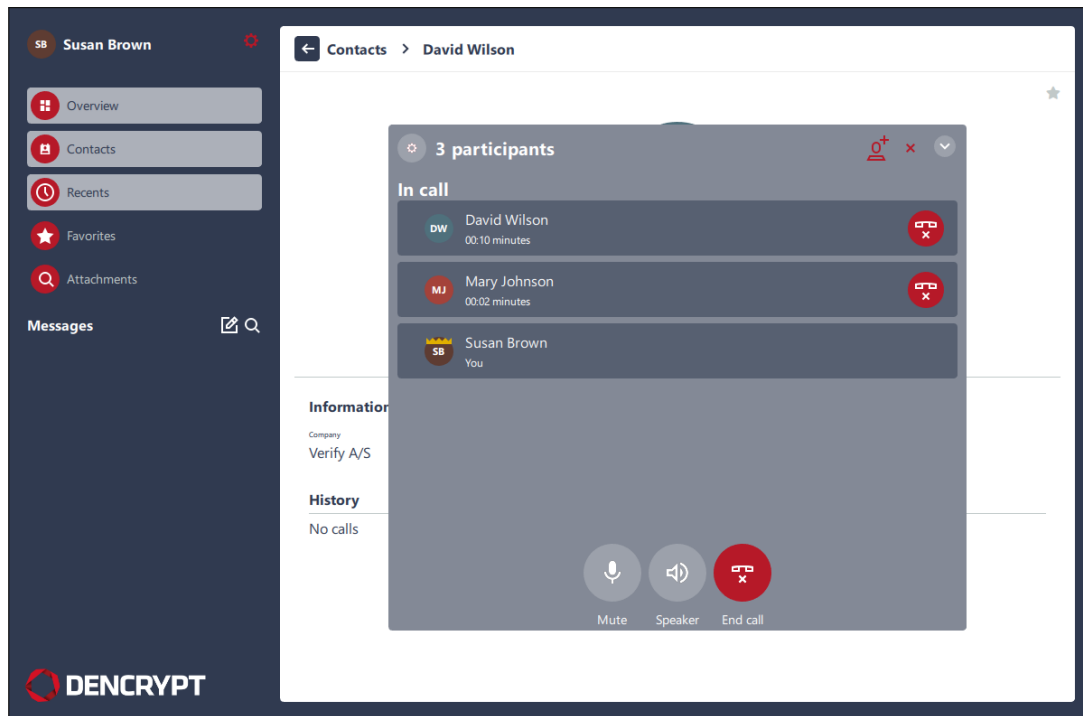 SB Susan Brown
Overview
Contacts
Recents
Favorites
Attachments
Messages
DENCRYPT
Contacts > David Wilson
3 participants
In call
DW David Wilson
00:10 minutes
MJ Mary Johnson
00:02 minutes
SB Susan Brown
You
Information
Company
Verify A/S
History
No calls
Mute Speaker End call